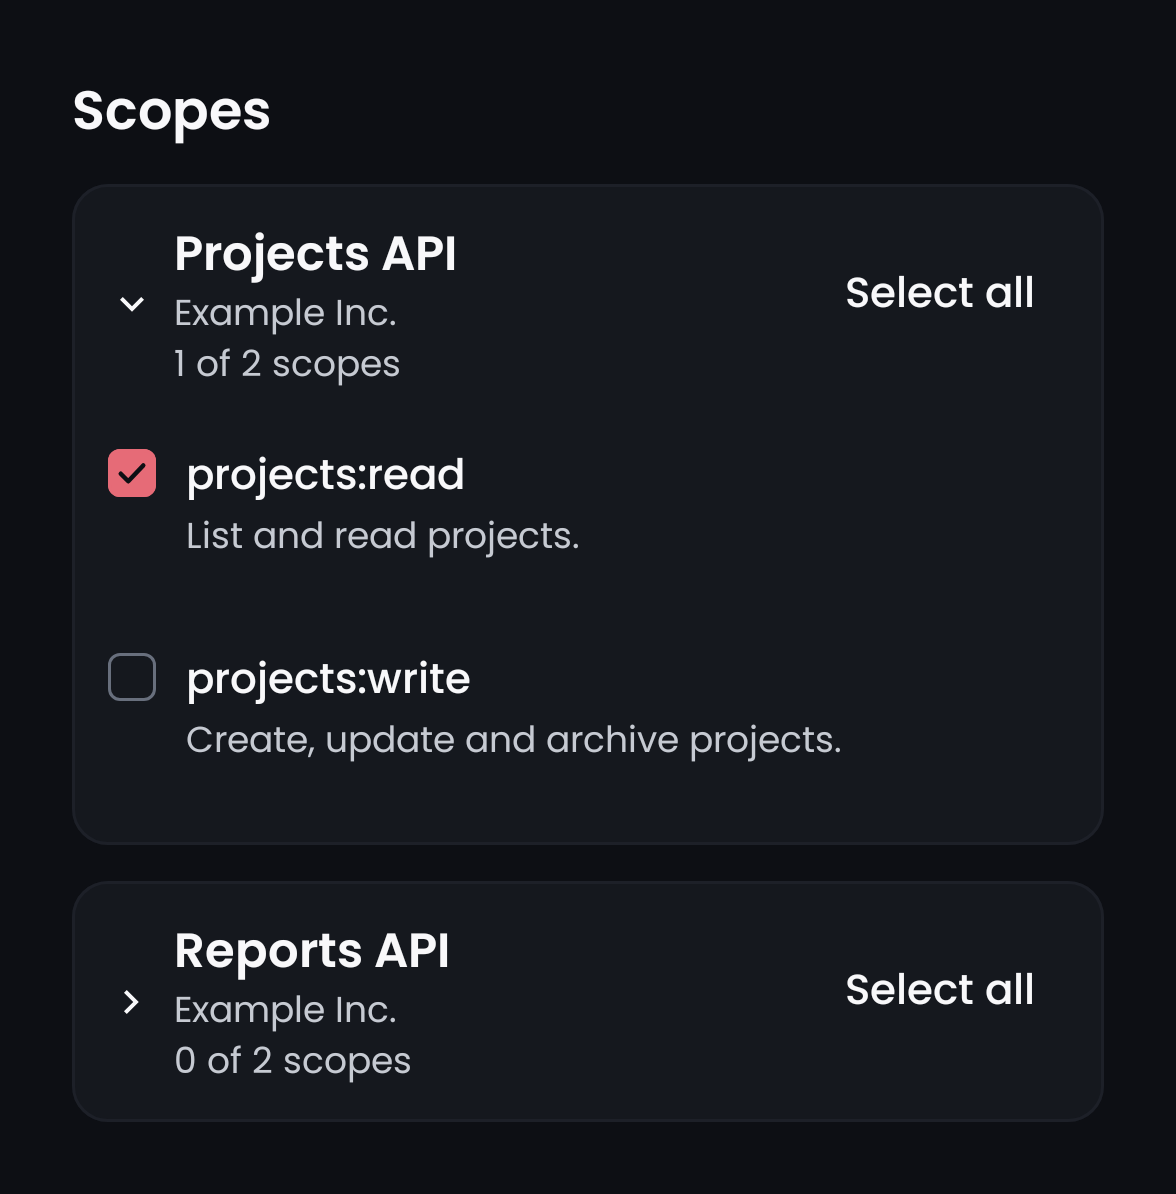 Scopes
Projects API
Example Inc.
1 of 2 scopes
Select all
projects:read
List and read projects.
projects:write
Create, update and archive projects.
Reports API
Example Inc.
0 of 2 scopes
Select all